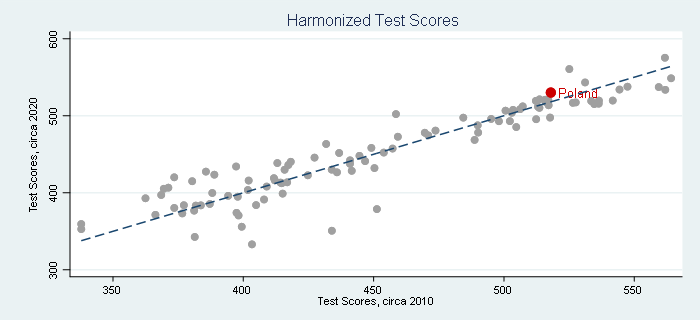 Harmonized Test Scores
600
500
400
300
Test Scores, circa 2020
Poland
350
400
450
500
550
Test Scores, circa 2010